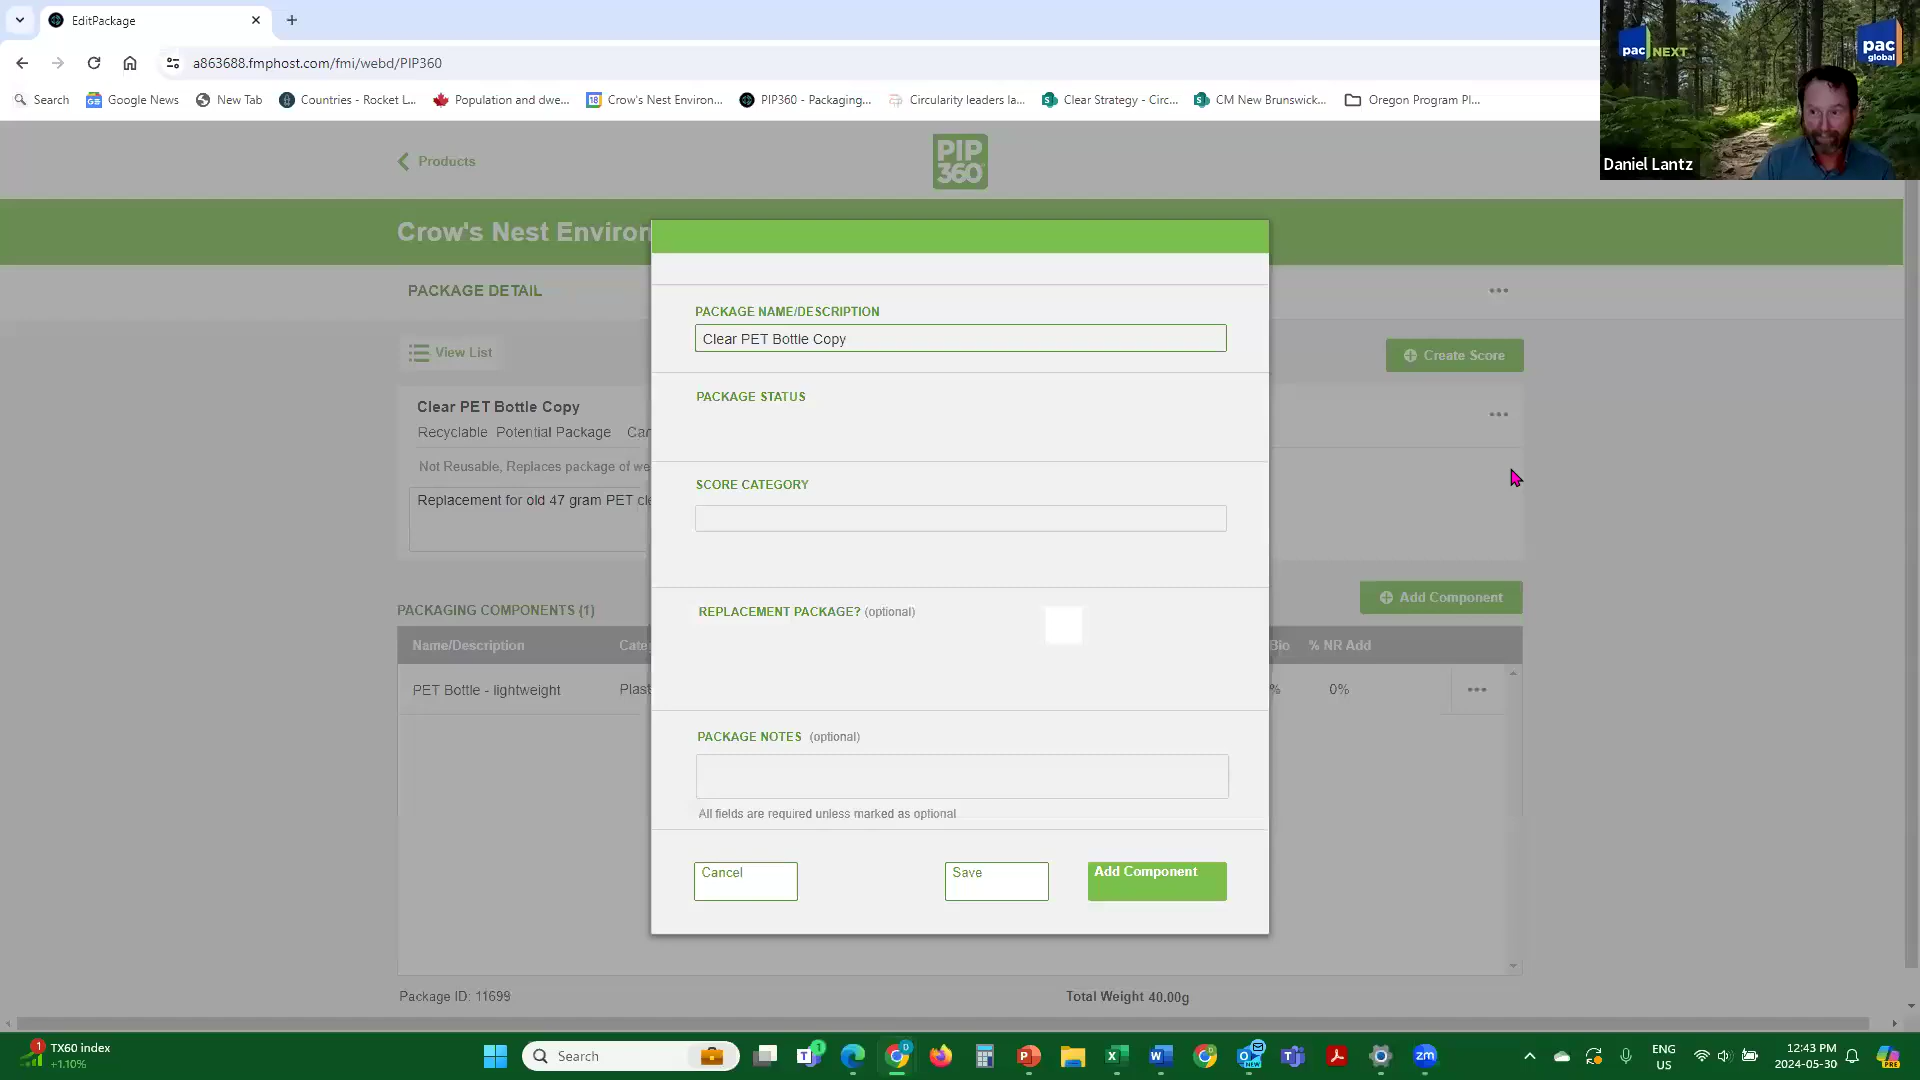 EditPackage
a863688.fmphost.com/fmi/webd/PIP360
Search
Google News
New Tab
Countries - Rocket L...
Population and dwe...
18
Crow's Nest Environ...
PIP360 - Packaging...
Circularity leaders la...
Clear Strategy - Circ...
CM New Brunswick...
Oregon Program Pl...
pac NEXT
pac
global
Daniel Lantz
Products
PIP
360
Crow's Nest Environ
PACKAGE DETAIL
View List
Create Score
Clear PET Bottle Copy
Recyclable Potential Package Car
Not Reusable, Replaces package of we
Replacement for old 47 gram PET cle
PACKAGING COMPONENTS (1)
Add Component
Name/Description
Cate
Bio
% NR Add
PET Bottle - lightweight
Plast
%
0%
Package ID: 11699
Total Weight 40.00g
PACKAGE NAME/DESCRIPTION
Clear PET Bottle Copy
PACKAGE STATUS
SCORE CATEGORY
REPLACEMENT PACKAGE? (optional)
PACKAGE NOTES (optional)
All fields are required unless marked as optional
Cancel
Save
Add Component
1
TX60 index
+1.10%
Search
1
zm
ENG
US
12:43 PM
2024-05-30